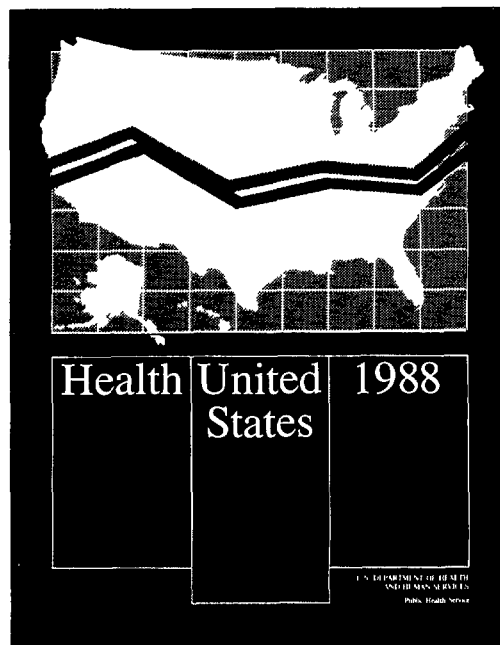 Health
United
States
1988
U.S. DEPARTMENT OF HEALTH
AND HUMAN SERVICES
Public Health Service